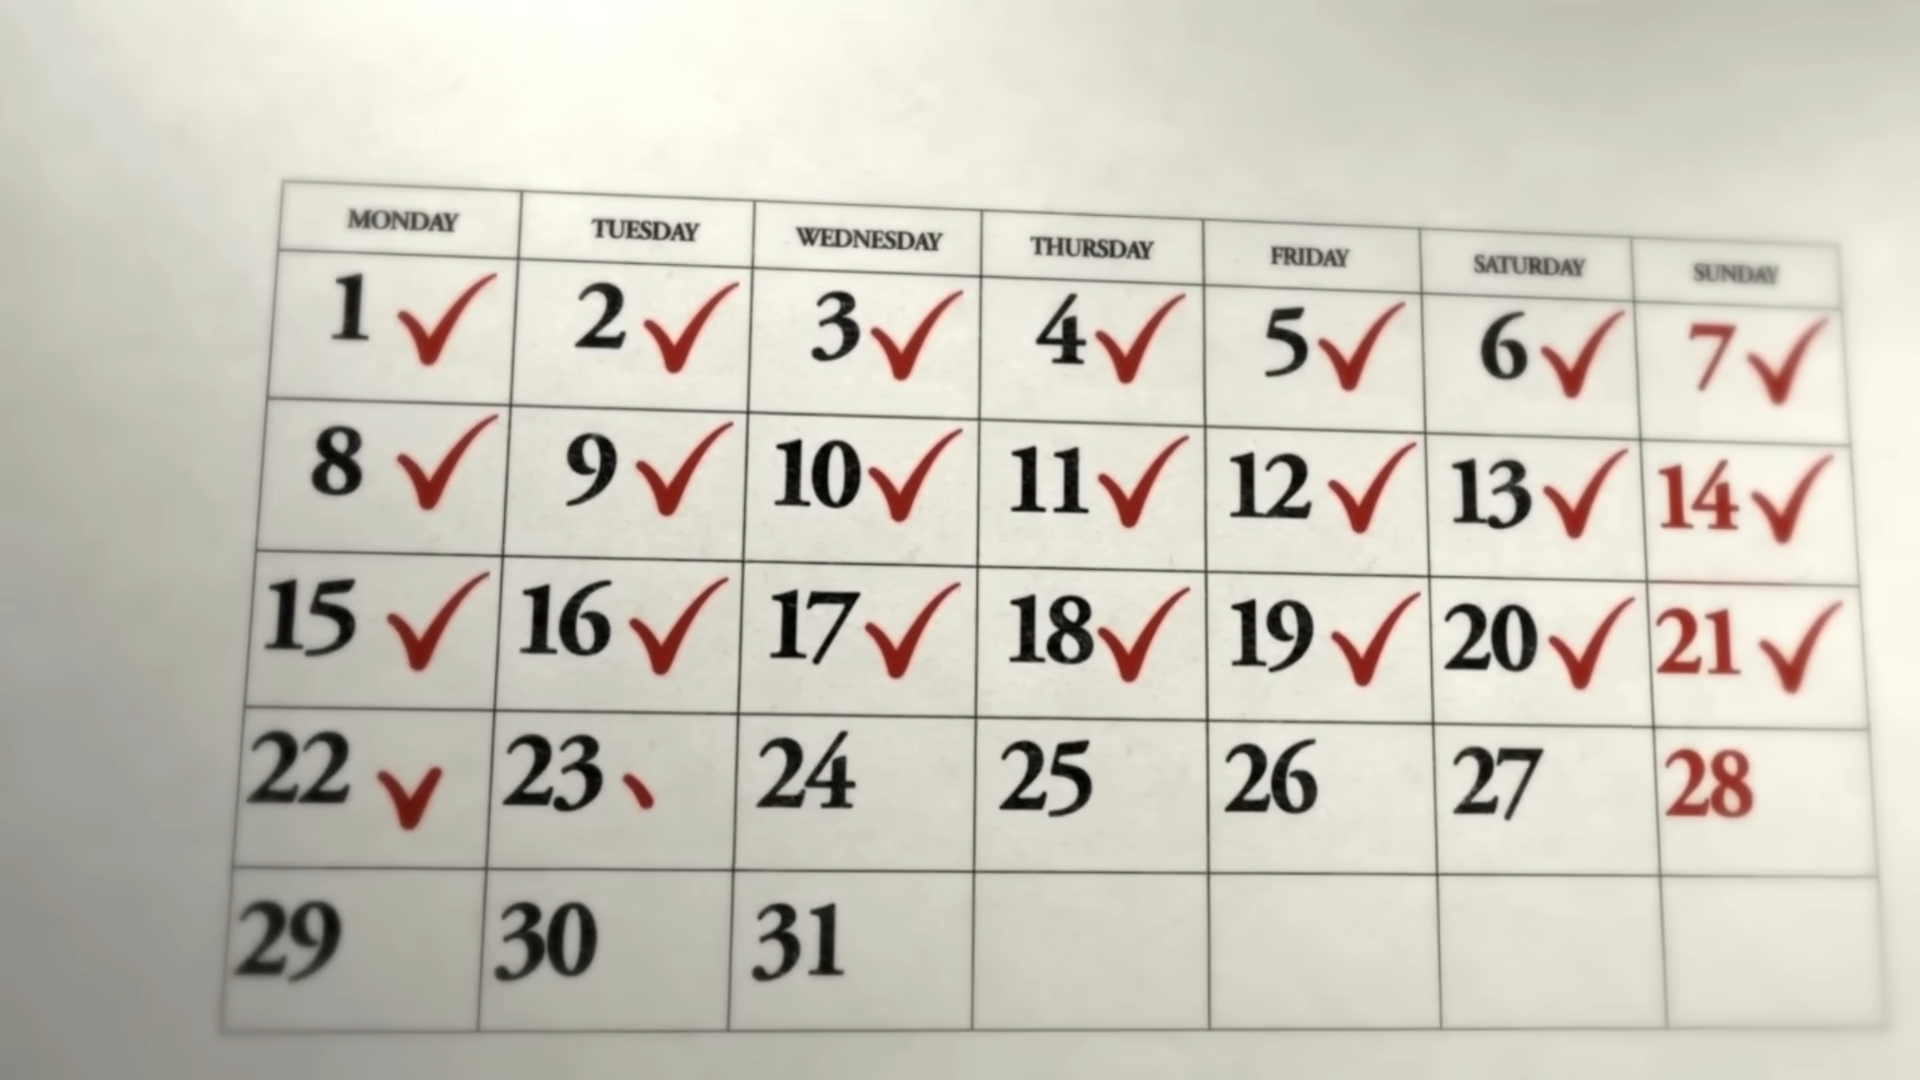 MONDAY TUESDAY WEDNESDAY THURSDAY FRIDAY SATURDAY SUNDAY
1 2 3 4 5 6 7
8 9 10 11 12 13 14
15 16 17 18 19 20 21
22 23 24 25 26 27 28
29 30 31